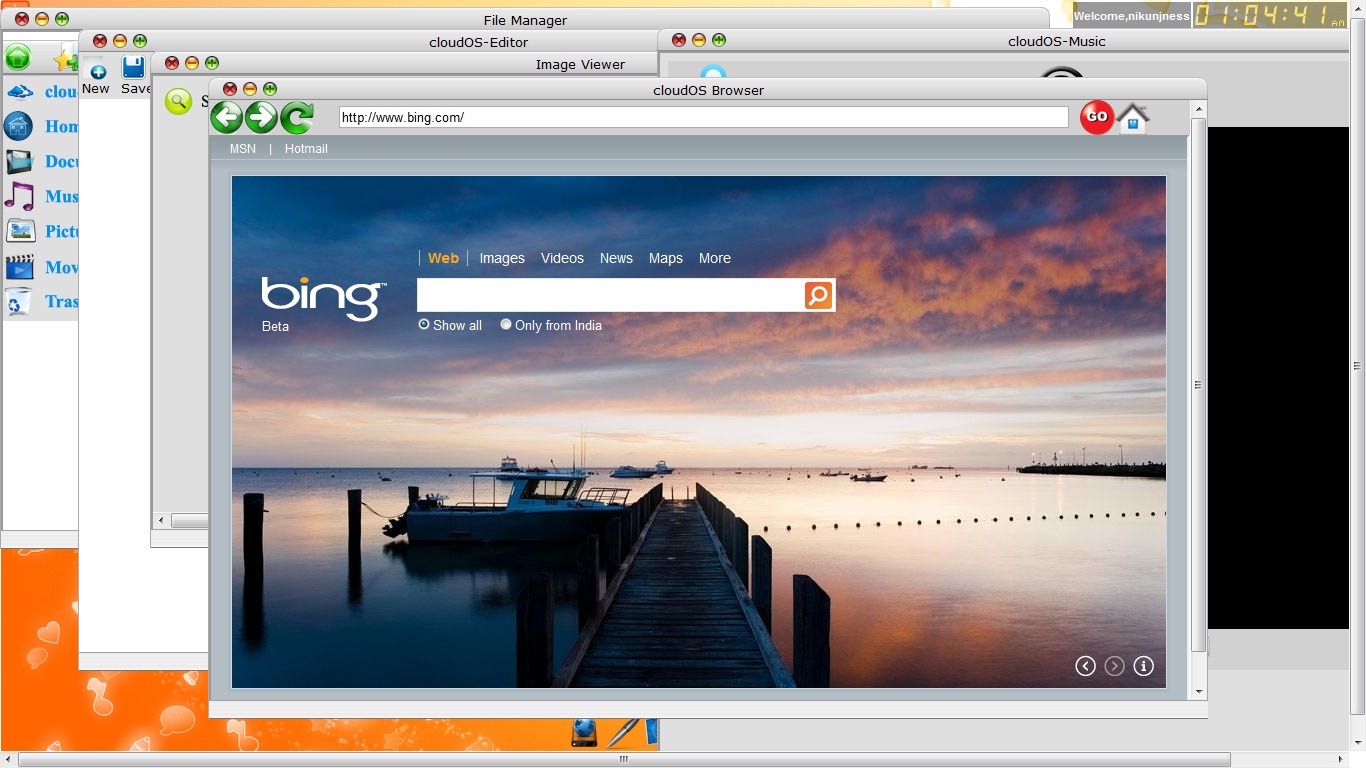 File Manager
Welcome,nikunjness
01:04:41 AM
cloudOS-Editor
cloudOS-Music
Image Viewer
New Save
cloudOS Browser
http://www.bing.com/
GO
MSN | Hotmail
Web Images Videos News Maps More
bing™
Beta
Show all Only from India
clou
Hom
Docu
Mus
Pictu
Mov
Tras